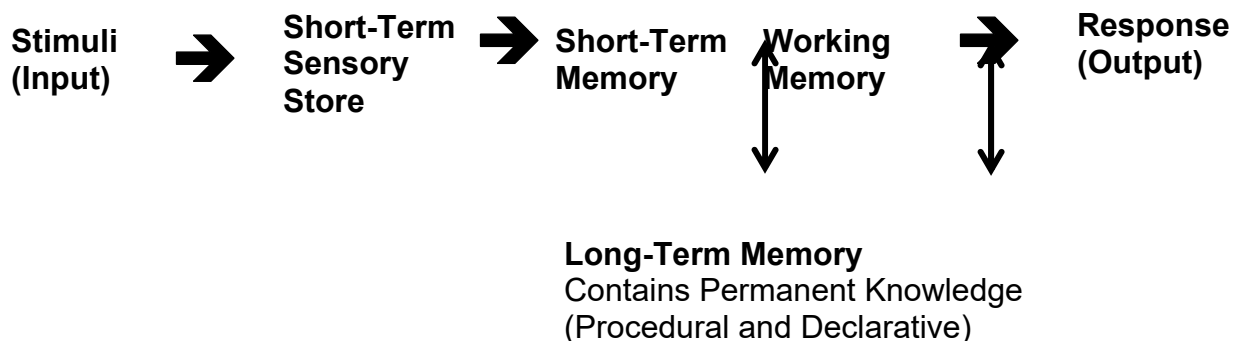 Stimuli
(Input)
Short-Term
Sensory
Store
Short-Term
Memory
Working
Memory
Response
(Output)
Long-Term Memory
Contains Permanent Knowledge
(Procedural and Declarative)